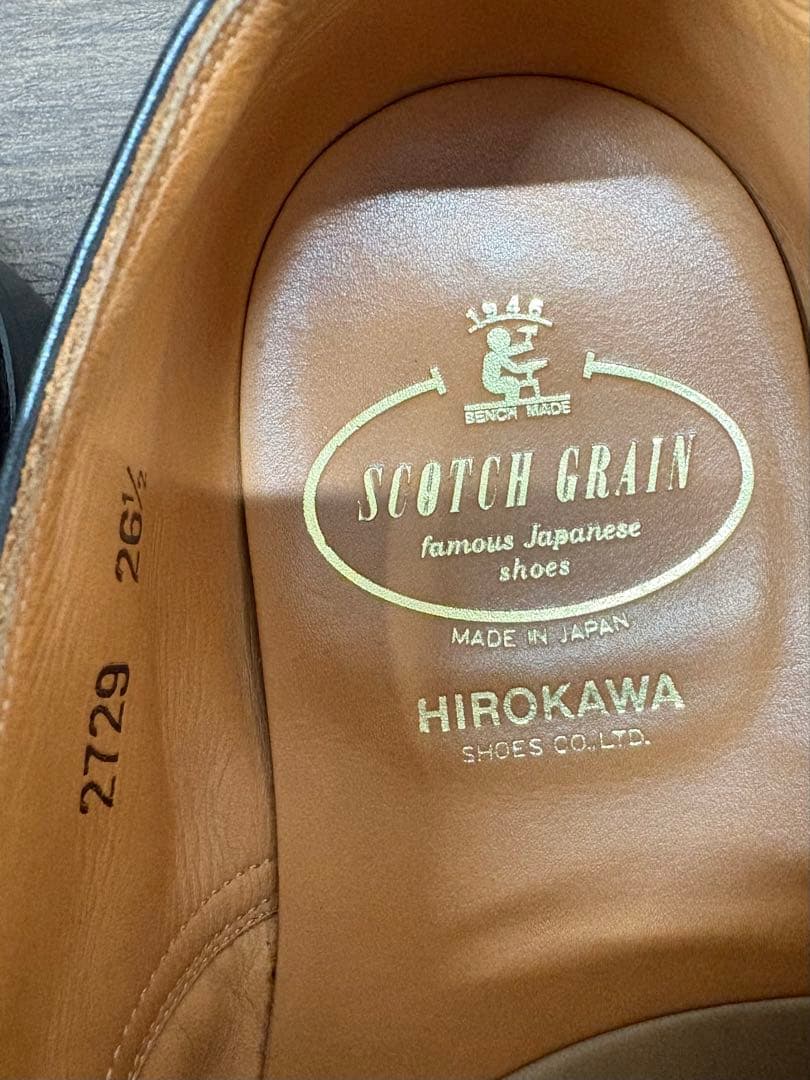 1946
BENCH MADE
SCOTCH GRAIN
famous Japanese
shoes
MADE IN JAPAN
HIROKAWA
SHOES CO.,LTD.
2729 26½